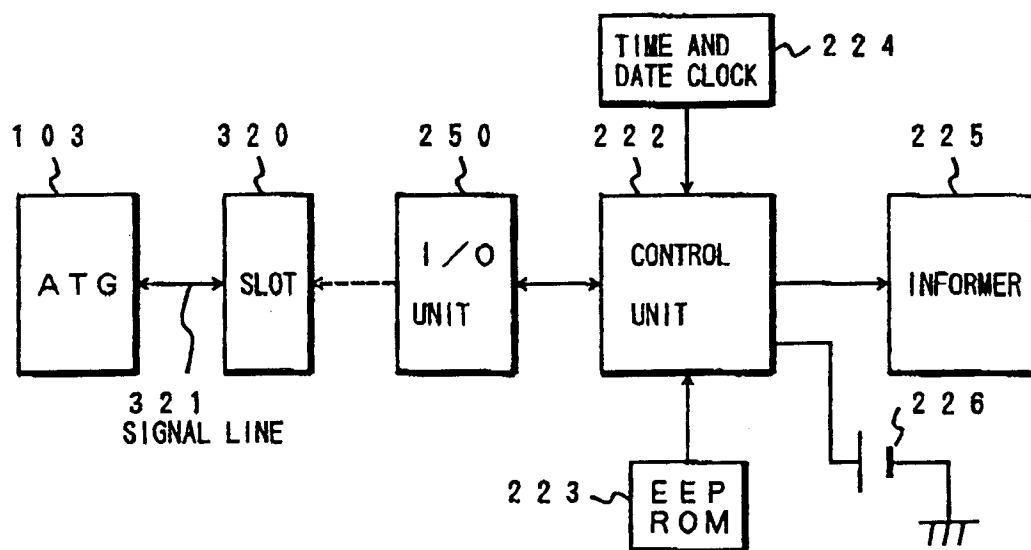 TIME AND
DATE CLOCK
224
103
320
250
222
225
ATG
SLOT
I/O
UNIT
CONTROL
UNIT
INFORMER
321
SIGNAL LINE
226
223
EEP
ROM